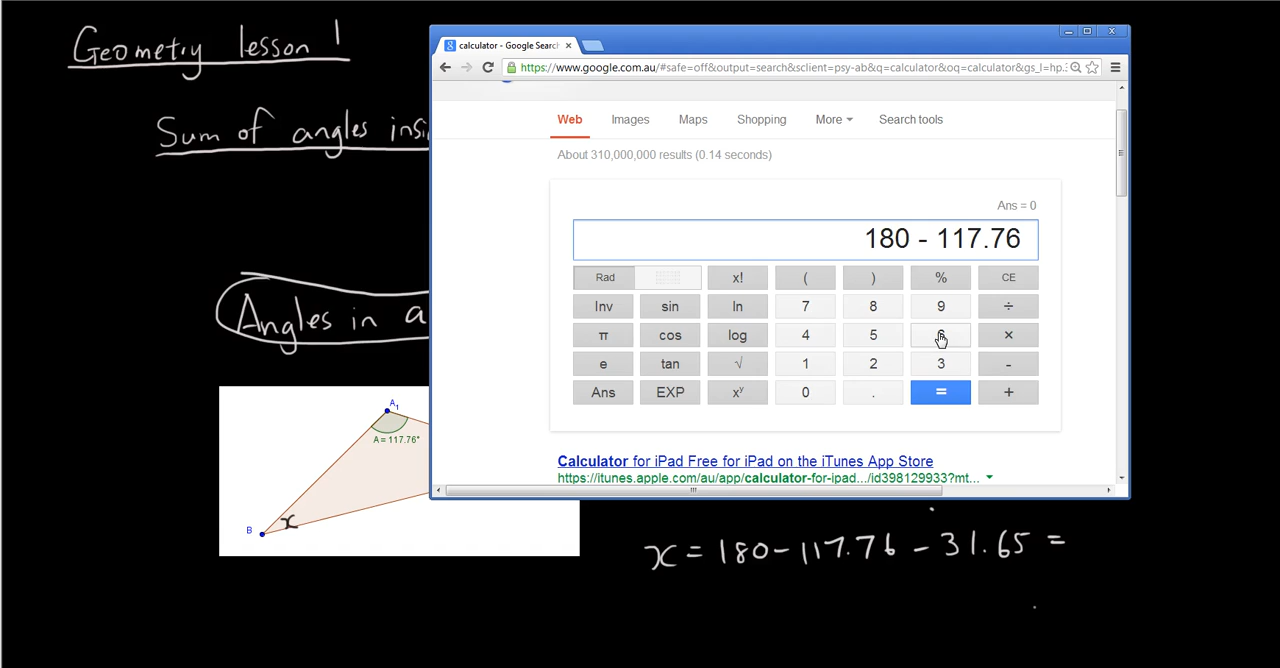 Geometry lesson 1
calculator - Google Search
https://www.google.com.au/#safe=off&output=search&sclient=psy-ab&q=calculator&oq=calculator&gs_l=hp.
Sum of angles
Web Images Maps Shopping More Search tools
About 310,000,000 results (0.14 seconds)
Ans = 0
180 - 117.76
Rad x! ( ) % CE
Inv sin ln 7 8 9 ÷
π cos log 4 5 6 ×
e tan √ 1 2 3 -
Ans EXP xʸ 0 . = +
Angles in a
A₁
A = 117.76°
B x
Calculator for iPad Free for iPad on the iTunes App Store
https://itunes.apple.com/au/app/calculator-for-ipad.../id398129933?mt...
x = 180 - 117.76 - 31.65 =